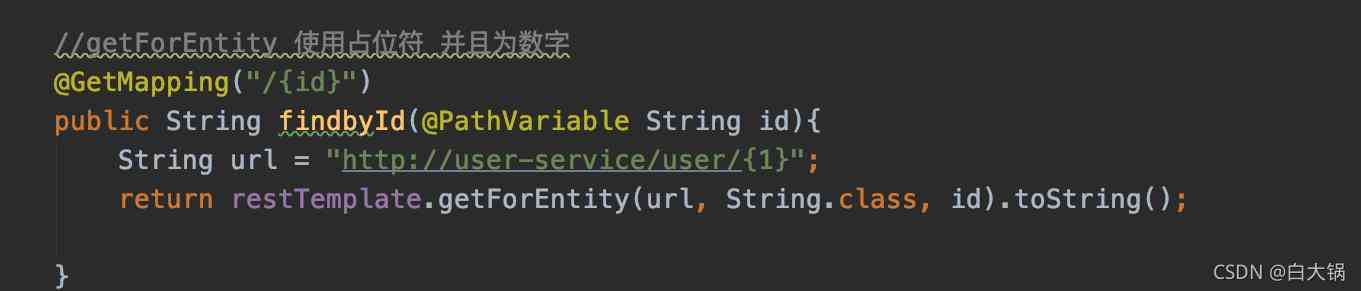 //getForEntity 使用占位符 并且为数字
@GetMapping("/{id}")
public String findbyId(@PathVariable String id){
String url = "http://user-service/user/{1}";
return restTemplate.getForEntity(url, String.class, id).toString();
}
CSDN @白大锅